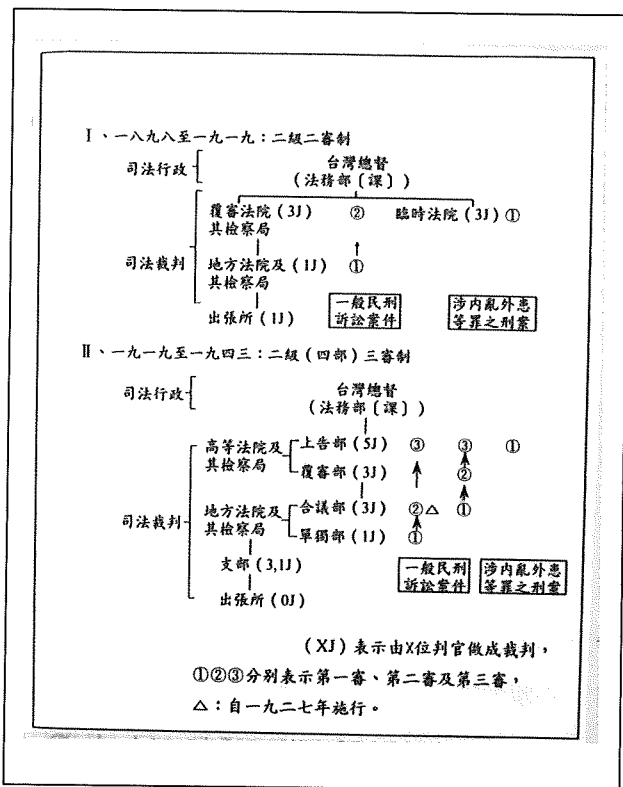 I、一八九八至一九一九：二級二審制
司法行政
台灣總督
(法務部〔課〕)
覆審法院(3J) ② 臨時法院(3J) ①
其檢察局
司法裁判
地方法院及(1J) ①
其檢察局
出張所(1J)
一般民刑
訴訟案件
涉內亂外患
等罪之刑案
II、一九一九至一九四三：二級(四部)三審制
司法行政
台灣總督
(法務部〔課〕)
高等法院及 上告部(5J) ③ ③ ①
其檢察局 覆審部(3J) ②
司法裁判
地方法院及 合議部(3J) ②△ ①
其檢察局 單獨部(1J) ①
支部(3,1J)
出張所(0J)
一般民刑
訴訟案件
涉內亂外患
等罪之刑案
(XJ)表示由X位判官做成裁判，
①②③分別表示第一審、第二審及第三審，
△：自一九二七年施行。